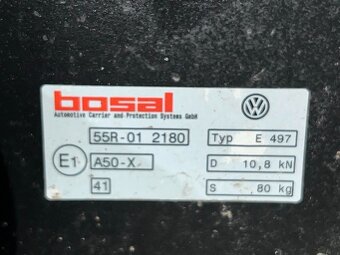 bosal
Automotive Carrier and Protection Systems GmbH
55R-01 2180 Typ E 497
E1 A50-X D 10,8 kN
41 S 80 kg